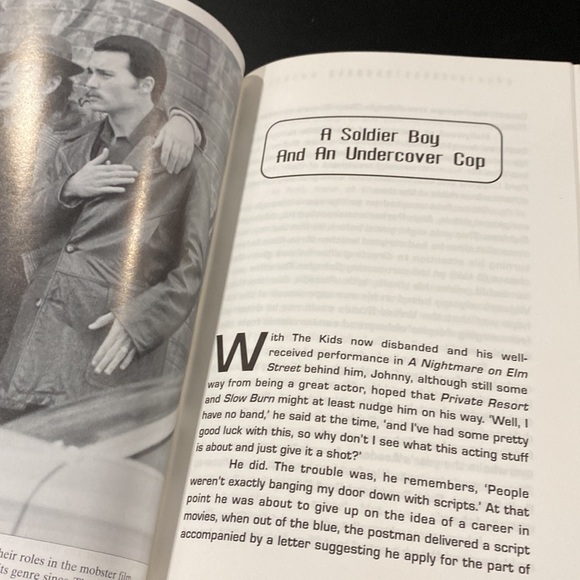 heir roles in the mobster film
its genre since
A Soldier Boy
And An Undercover Cop
With The Kids now disbanded and his well-
received performance in A Nightmare on Elm
Street behind him, Johnny, although still some
way from being a great actor, hoped that Private Resort
and Slow Burn might at least nudge him on his way. 'Well, I
have no band,' he said at the time, 'and I've had some pretty
good luck with this, so why don't I see what this acting stuff
is about and just give it a shot?'
He did. The trouble was, he remembers, 'People
weren't exactly banging my door down with scripts.' At that
point he was about to give up on the idea of a career in
movies, when out of the blue, the postman delivered a script
accompanied by a letter suggesting he apply for the part of